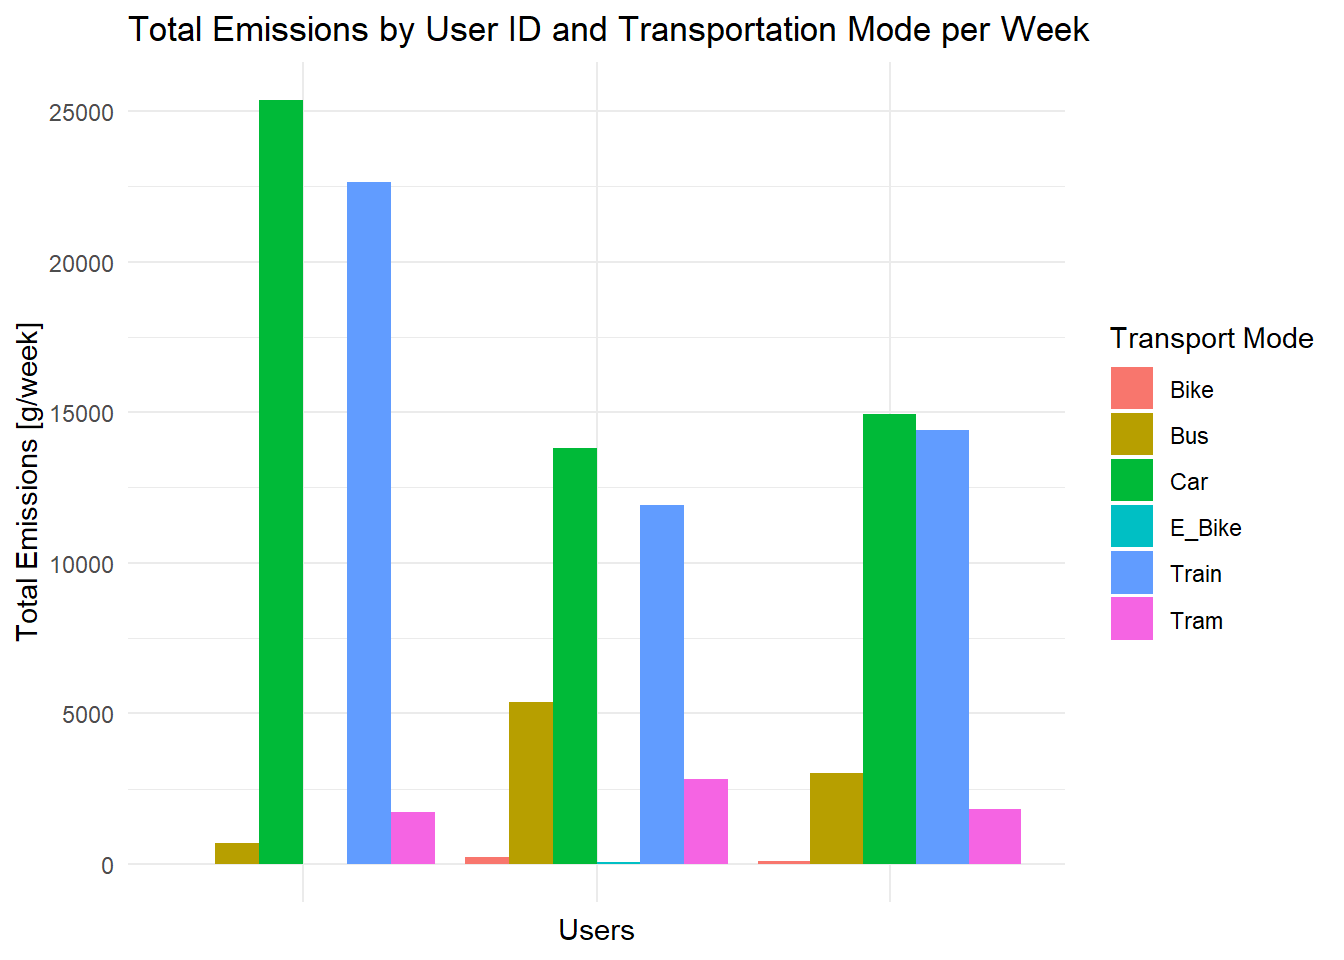 Total Emissions by User ID and Transportation Mode per Week
Total Emissions [g/week]
25000
20000
15000
10000
5000
0
Users
Transport Mode
Bike
Bus
Car
E_Bike
Train
Tram